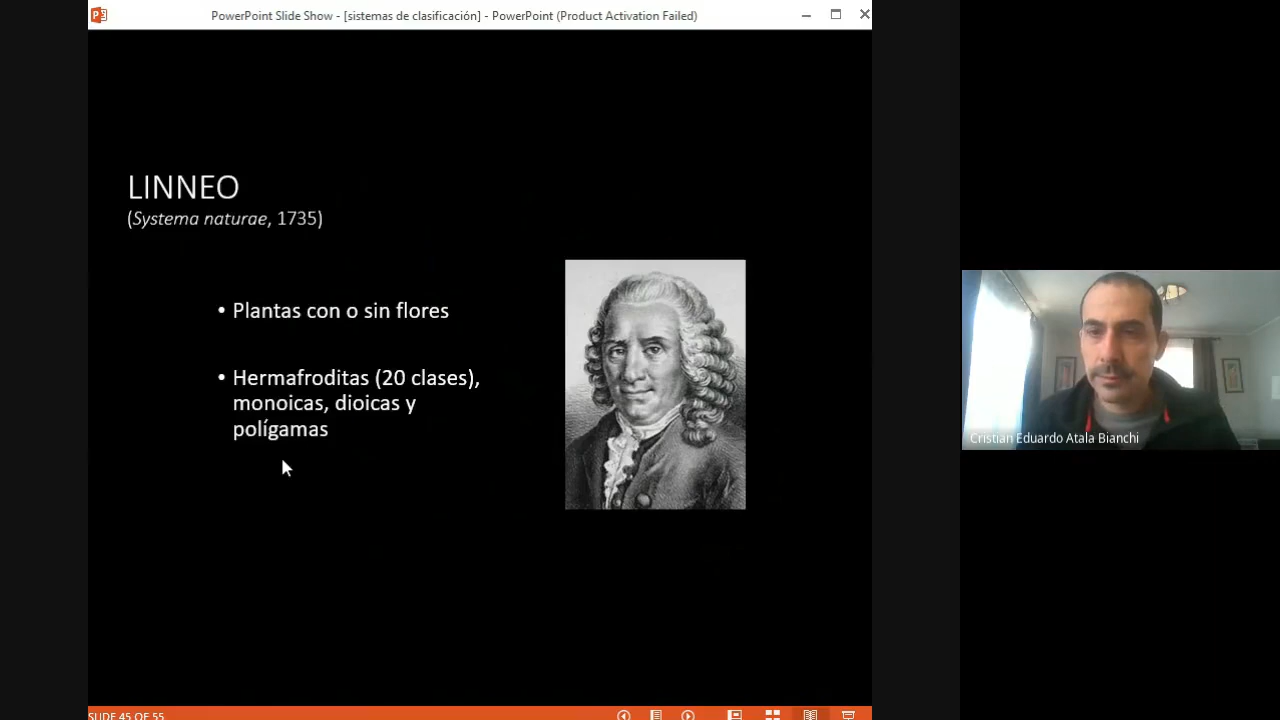 PowerPoint Slide Show - [sistemas de clasificación] - PowerPoint (Product Activation Failed)
LINNEO
(Systema naturae, 1735)
• Plantas con o sin flores
• Hermafroditas (20 clases),
monoicas, dioicas y
polígamas
Cristian Eduardo Atala Bianchi
SLIDE 45 OF 55